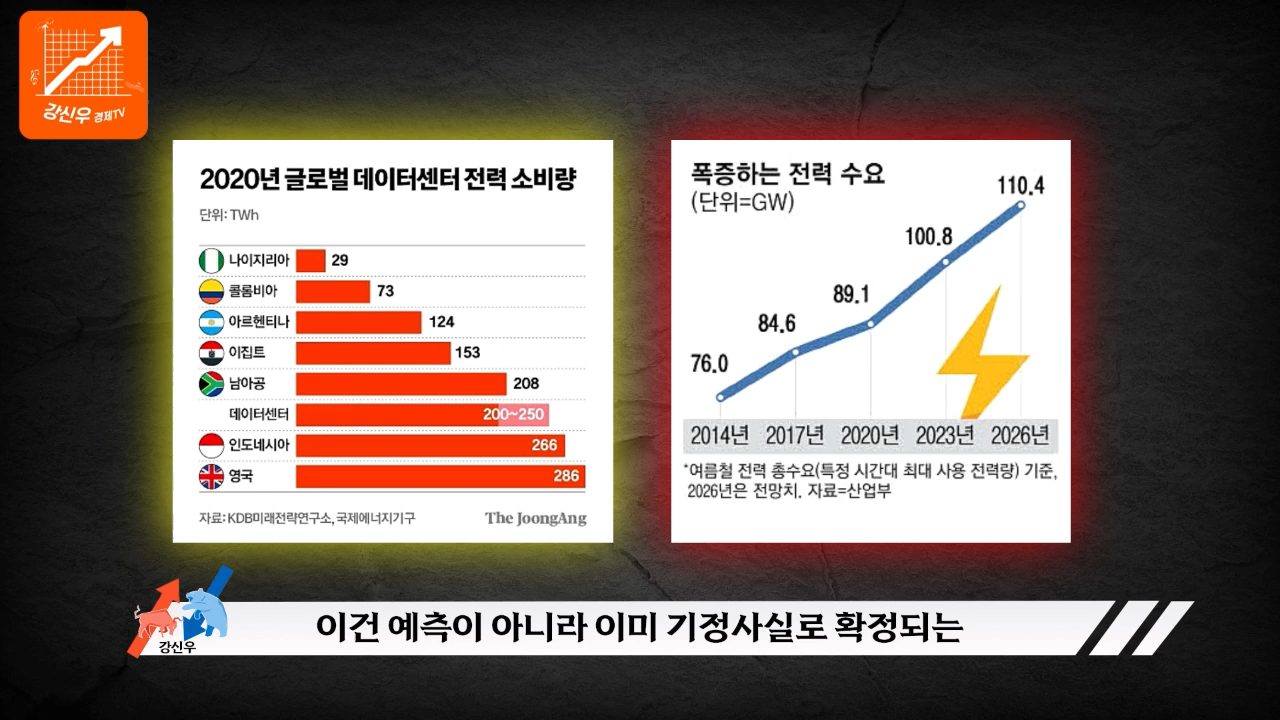 강신우 경제TV
2020년 글로벌 데이터센터 전력 소비량
단위: TWh
나이지리아 29
콜롬비아 73
아르헨티나 124
이집트 153
남아공 208
데이터센터 200~250
인도네시아 266
영국 286
자료: KDB미래전략연구소, 국제에너지기구
The JoongAng
폭증하는 전력 수요
(단위=GW)
76.0
84.6
89.1
100.8
110.4
2014년 2017년 2020년 2023년 2026년
*여름철 전력 총수요(특정 시간대 최대 사용 전력량) 기준,
2026년은 전망치. 자료=산업부
강신우
이건 예측이 아니라 이미 기정사실로 확정되는